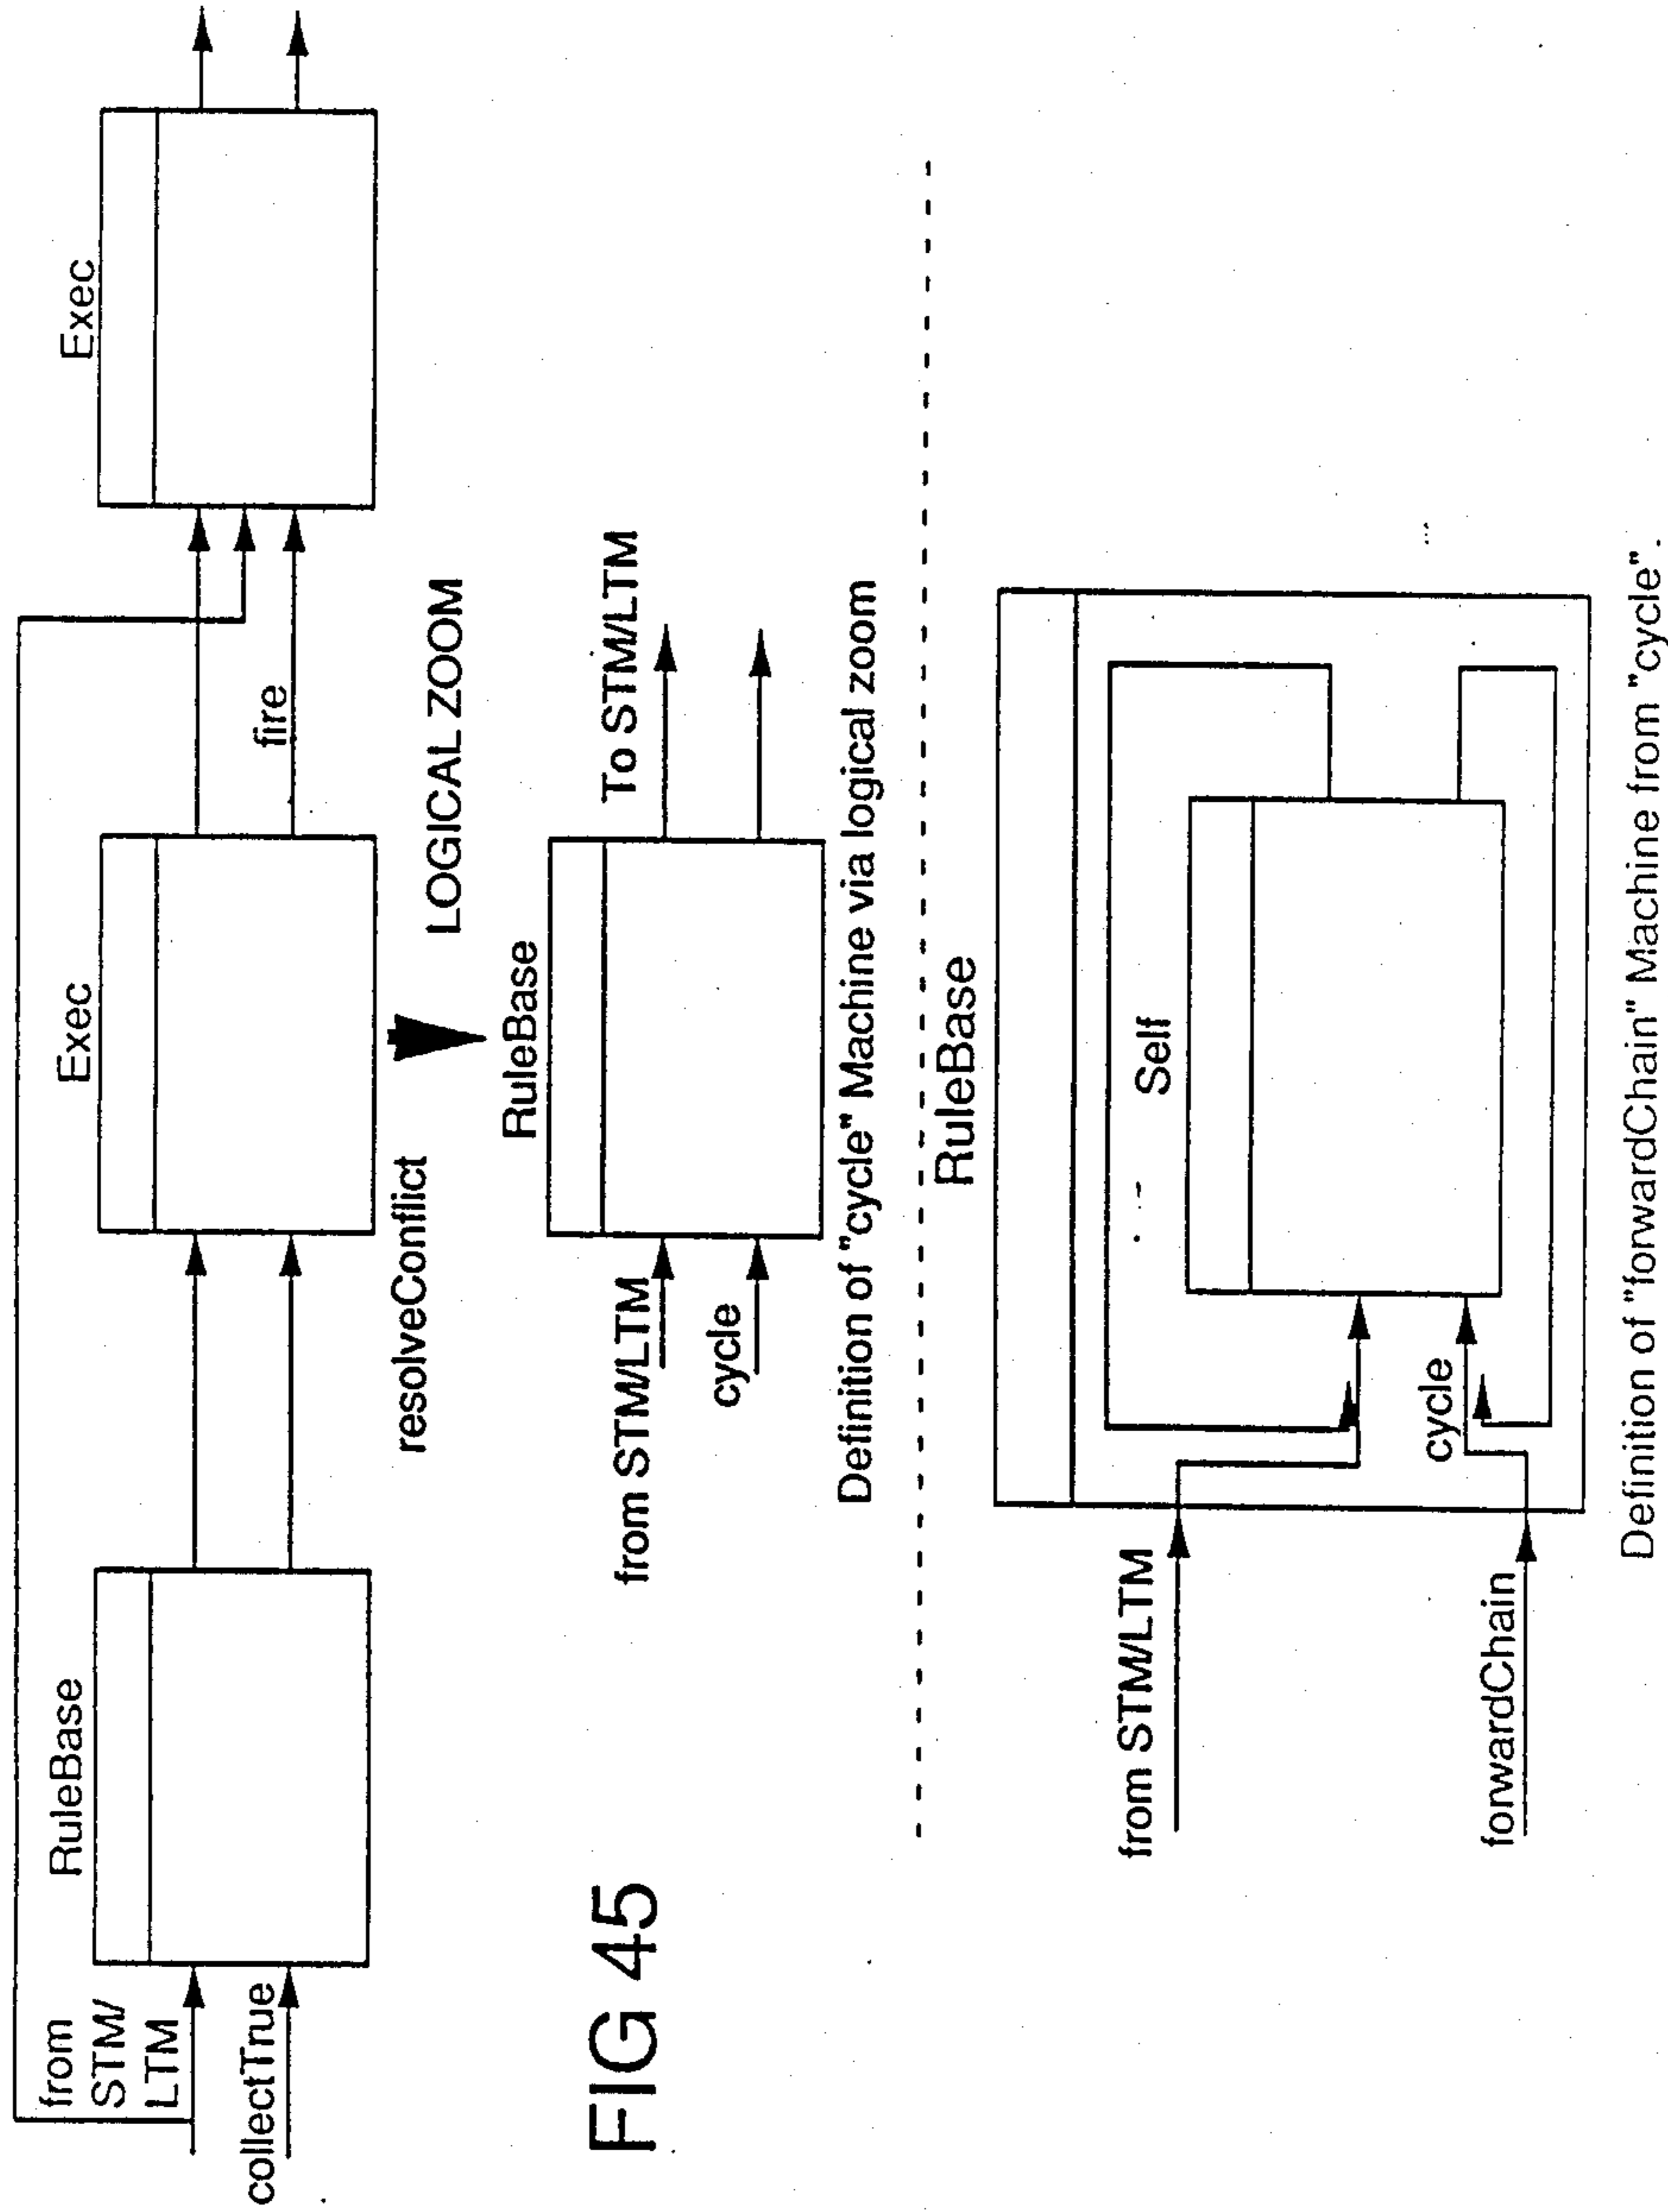 from
STM/
LTM
collectTrue
RuleBase
Exec
resolveConflict
fire
Exec
LOGICAL ZOOM
FIG 45
RuleBase
from STM/LTM
cycle
To STM/LTM
Definition of "cycle" Machine via logical zoom
RuleBase
Self
from STM/LTM
cycle
forwardChain
Definition of "forwardChain" Machine from "cycle".